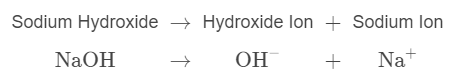 Sodium Hydroxide → Hydroxide Ion + Sodium Ion
NaOH → OH⁻ + Na⁺